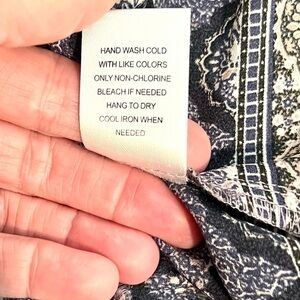 HAND WASH COLD
WITH LIKE COLORS
ONLY NON-CHLORINE
BLEACH IF NEEDED
HANG TO DRY
COOL IRON WHEN
NEEDED